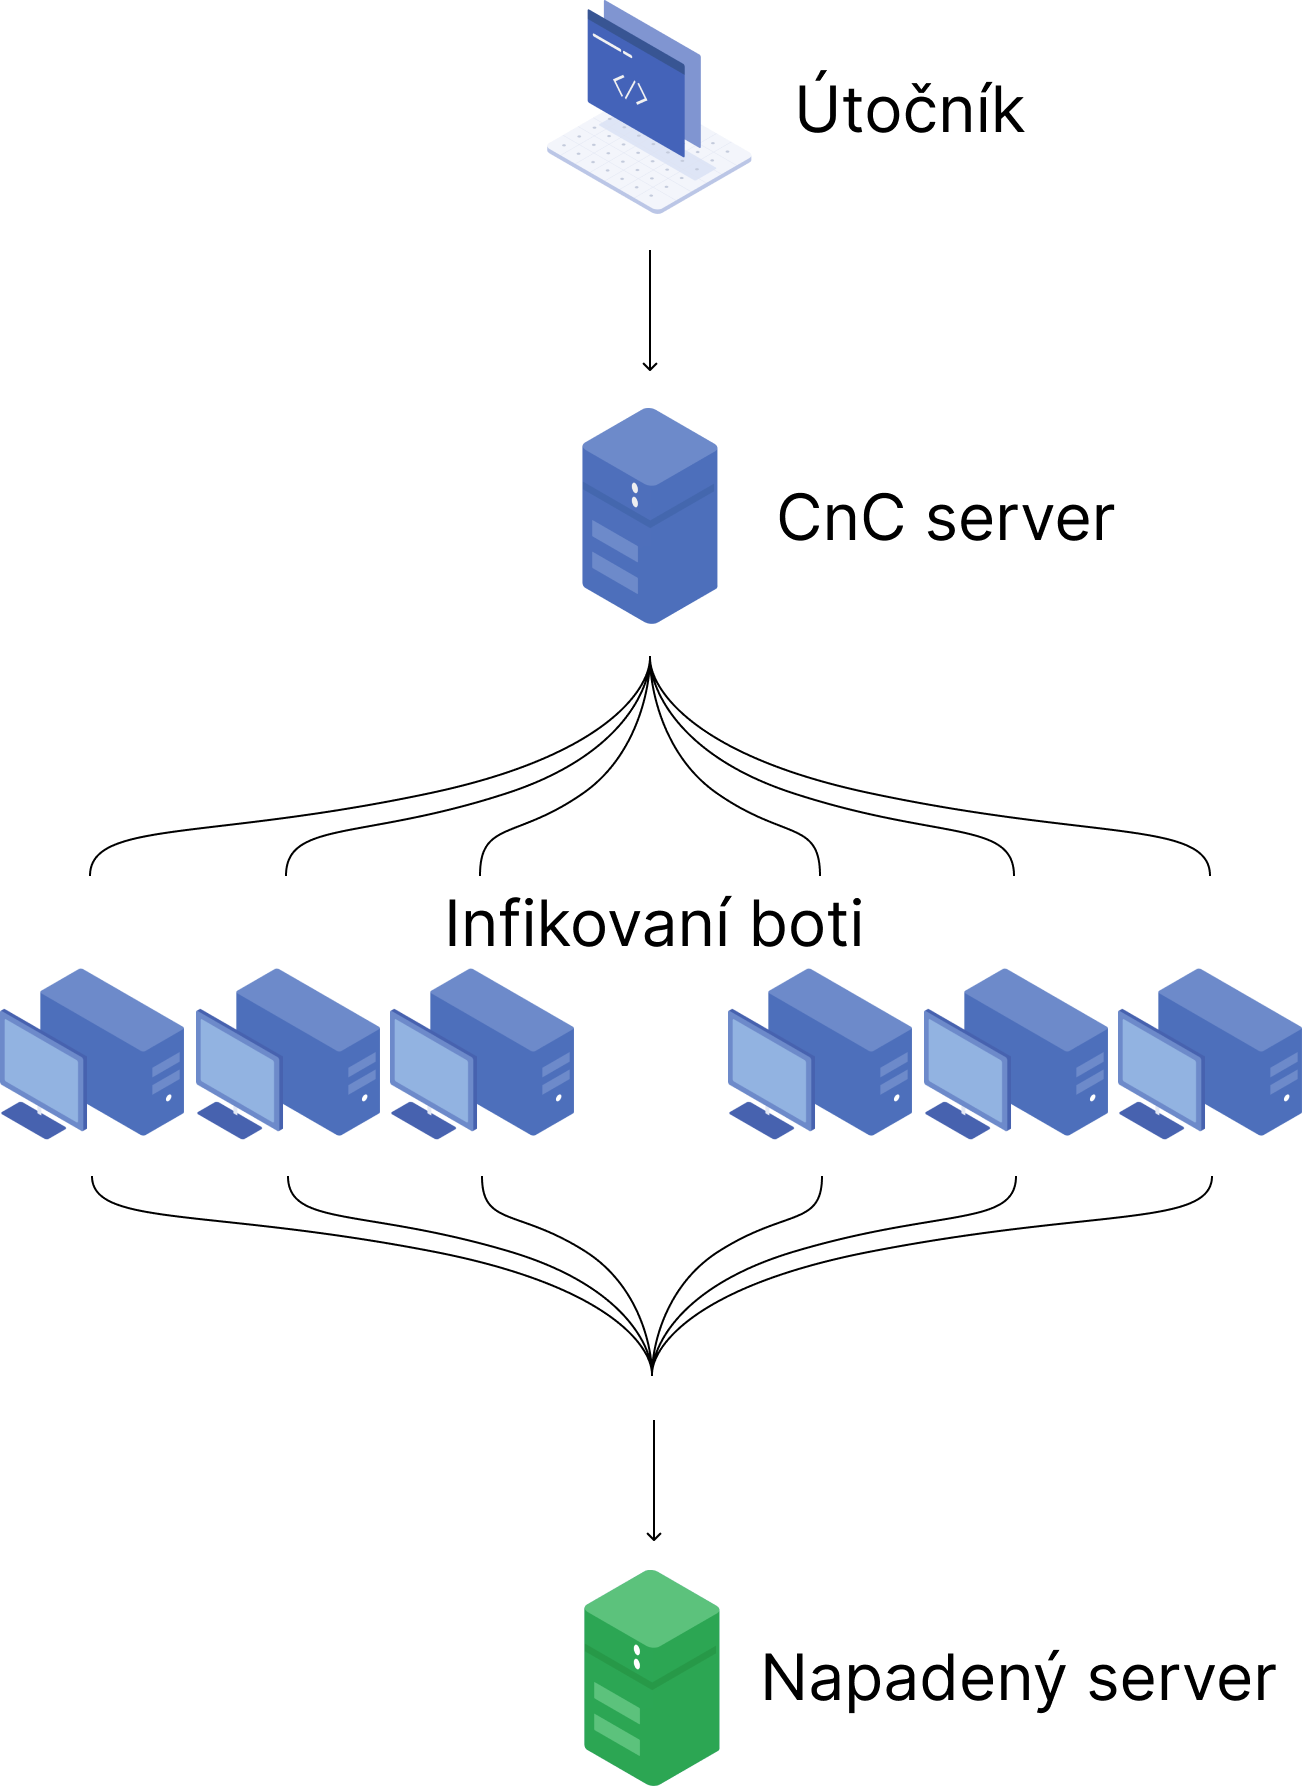 Útočník
CnC server
Infikovaní boti
Napadený server